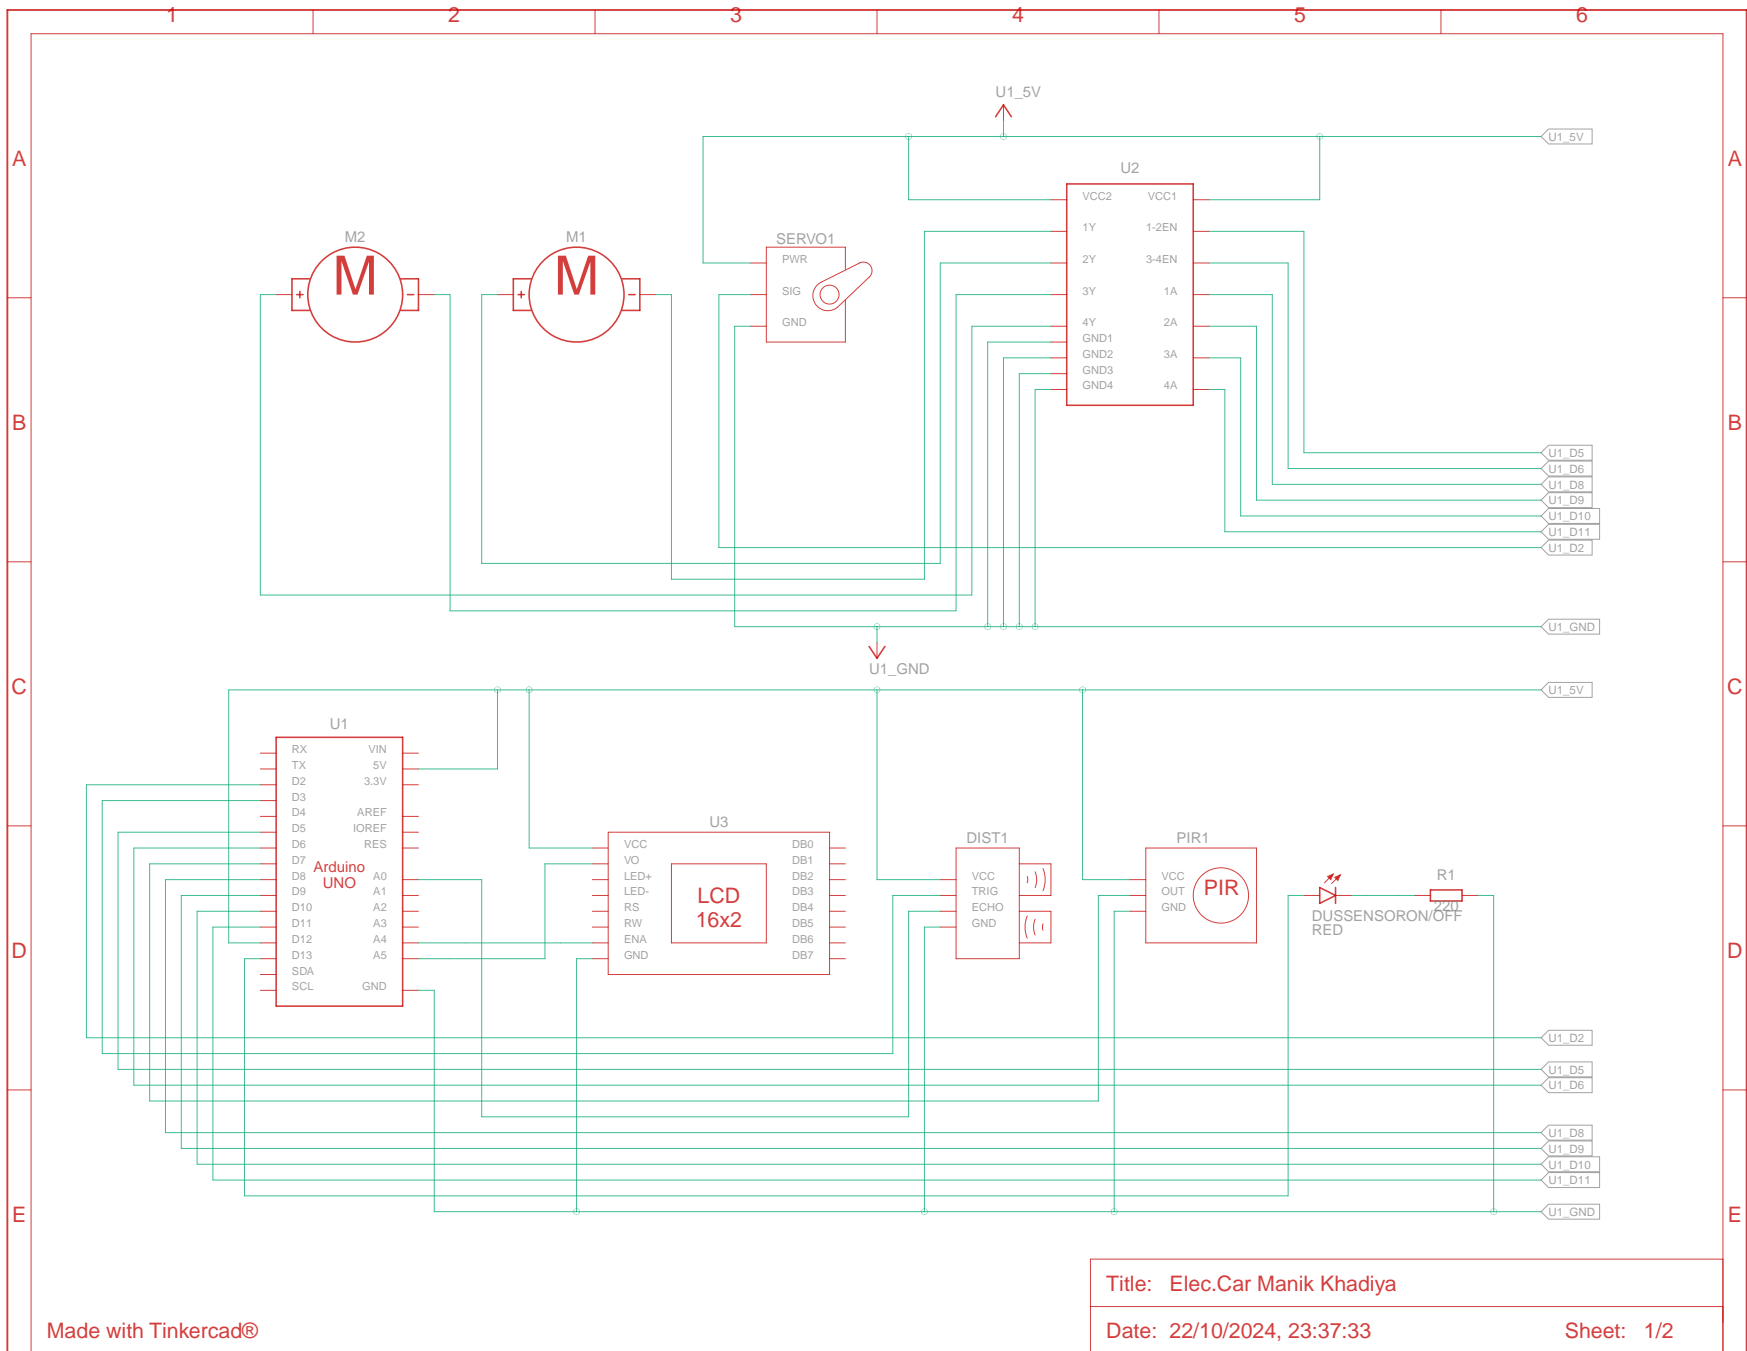 1 2 3 4 5 6
A A
B B
C C
D D
E E
U1_5V
U1_5V
U2
VCC2 VCC1
1Y 1-2EN
2Y 3-4EN
3Y 1A
4Y 2A
GND1
GND2 3A
GND3
GND4 4A
M2
M
+ -
M1
M
+ -
SERVO1
PWR
SIG
GND
U1_D5
U1_D6
U1_D8
U1_D9
U1_D10
U1_D11
U1_D2
U1_GND
U1_GND
U1_5V
U1
RX VIN
TX 5V
D2 3.3V
D3
D4 AREF
D5 IOREF
D6 RES
D7
Arduino
UNO
D8 A0
D9 A1
D10 A2
D11 A3
D12 A4
D13 A5
SDA
SCL GND
U3
VCC DB0
VO DB1
LED+ DB2
LED- DB3
RS DB4
RW DB5
ENA DB6
GND DB7
LCD
16x2
DIST1
VCC
TRIG
ECHO
GND
PIR1
VCC
OUT
GND
PIR
R1
220
DUSSENSORON/OFF
RED
U1_D2
U1_D5
U1_D6
U1_D8
U1_D9
U1_D10
U1_D11
U1_GND
Title: Elec.Car Manik Khadiya
Made with Tinkercad®
Date: 22/10/2024, 23:37:33 Sheet: 1/2